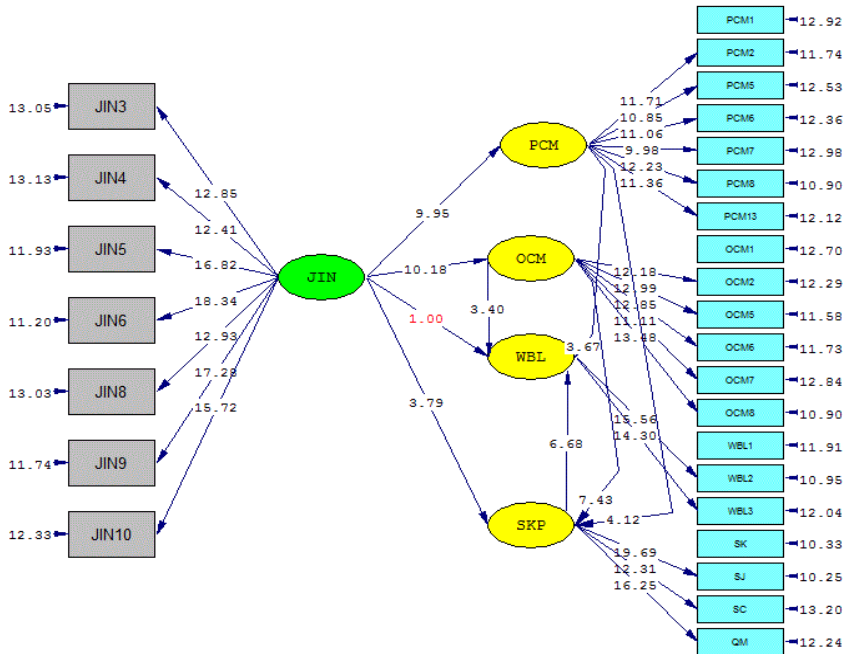 PCM1 12.92
PCM2 11.74
PCM5 12.53
PCM6 12.36
PCM7 12.98
PCM8 10.90
PCM13 12.12
OCM1 12.70
OCM2 12.29
OCM5 11.58
OCM6 11.73
OCM7 12.84
OCM8 10.90
WBL1 11.91
WBL2 10.95
WBL3 12.04
SK 10.33
SJ 10.25
SC 13.20
QM 12.24
13.05 JIN3
13.13 JIN4
11.93 JIN5
11.20 JIN6
13.03 JIN8
11.74 JIN9
12.33 JIN10
12.85
12.41
16.82
18.34
12.93
17.28
15.72
JIN
9.95
10.18
1.00
3.79
PCM
OCM
WBL
SKP
3.40
6.68
3.67
7.43
4.12
11.71
10.85
11.06
9.98
12.23
11.36
12.18
12.99
12.85
11.11
13.48
15.56
14.30
19.69
12.31
16.25